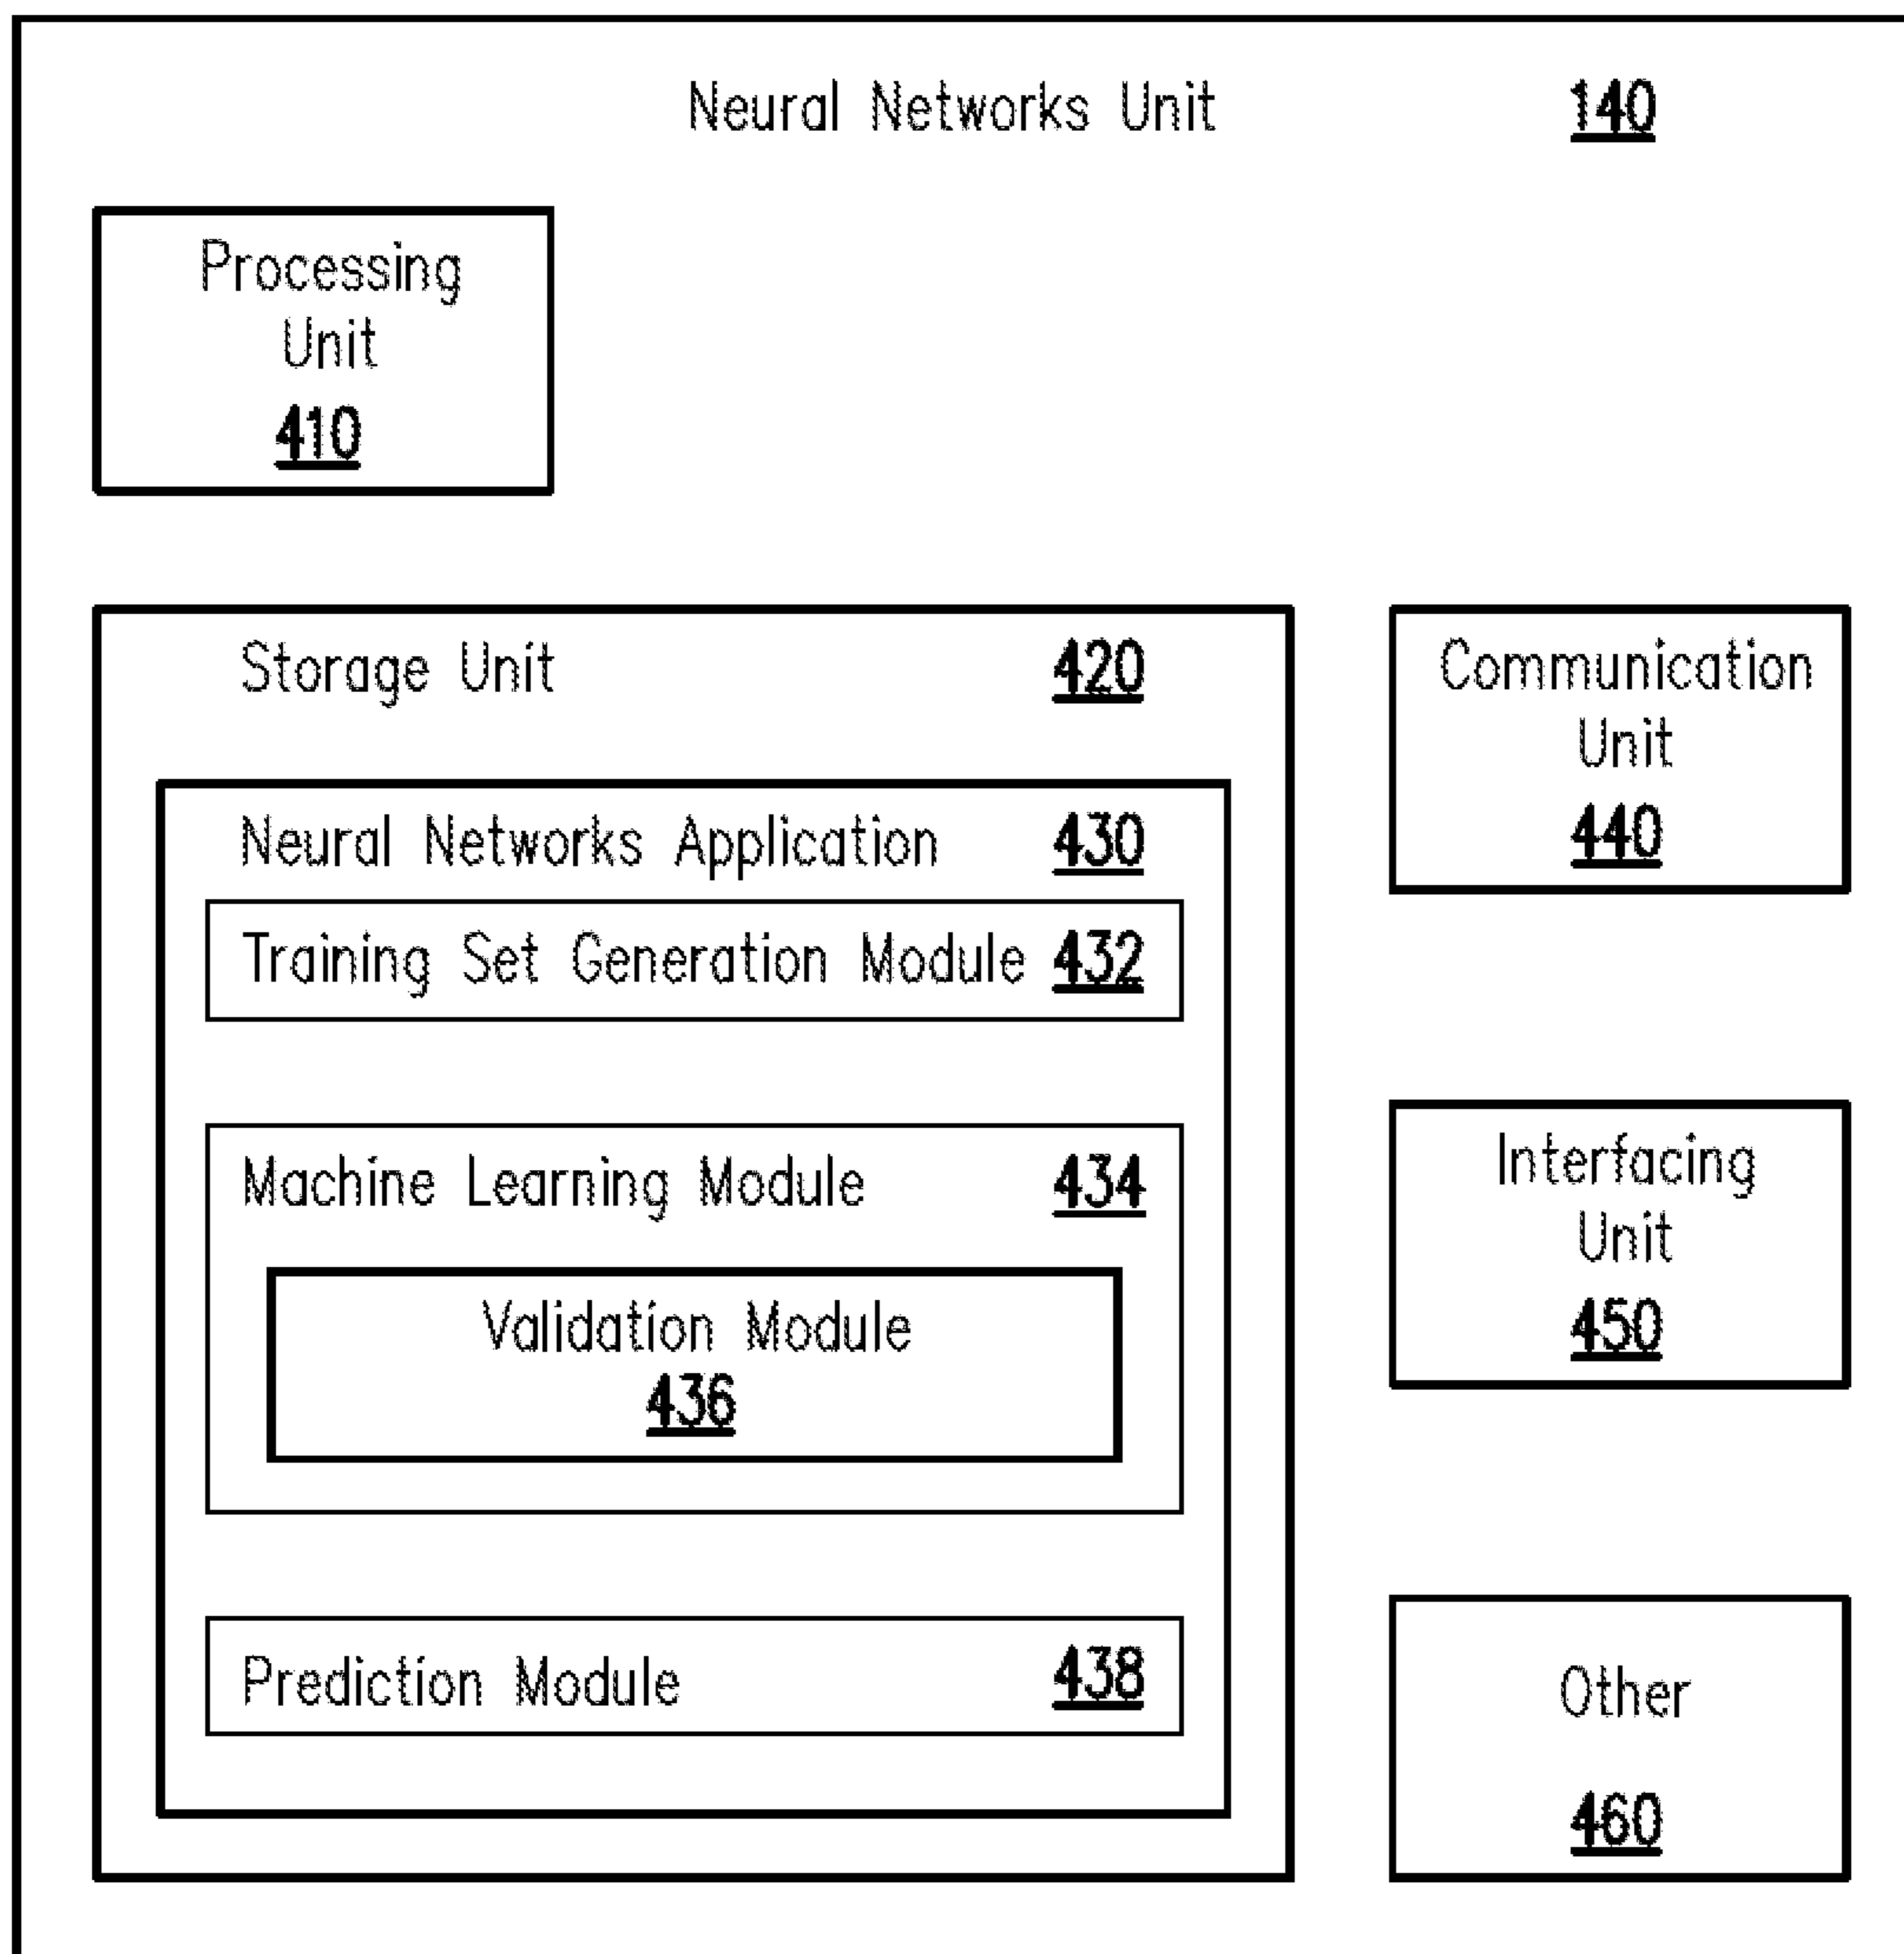 Neural Networks Unit 140
Processing
Unit
410
Storage Unit 420
Neural Networks Application 430
Training Set Generation Module 432
Machine Learning Module 434
Validation Module
436
Prediction Module 438
Communication
Unit
440
Interfacing
Unit
450
Other
460